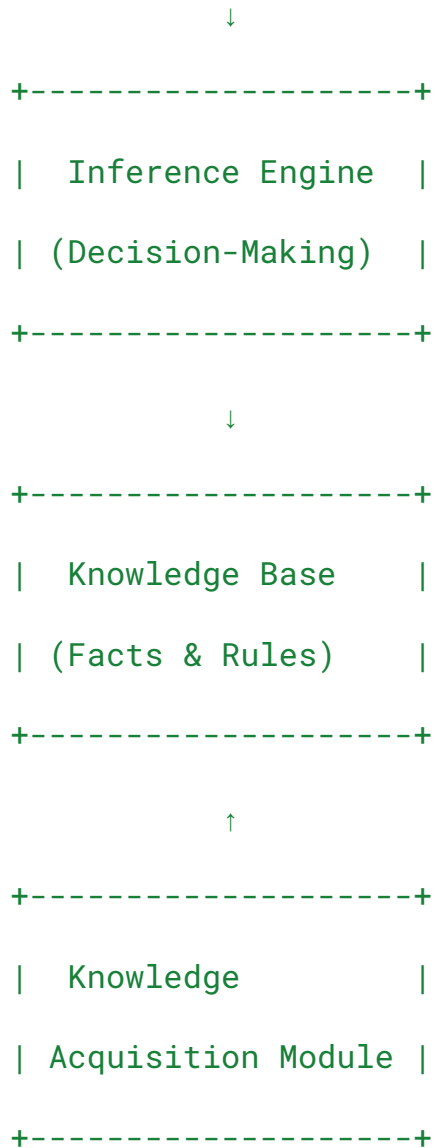 ↓
+--------------------+
|  Inference Engine  |
| (Decision-Making)  |
+--------------------+
↓
+--------------------+
|  Knowledge Base    |
| (Facts & Rules)    |
+--------------------+
↑
+--------------------+
|  Knowledge         |
| Acquisition Module |
+--------------------+